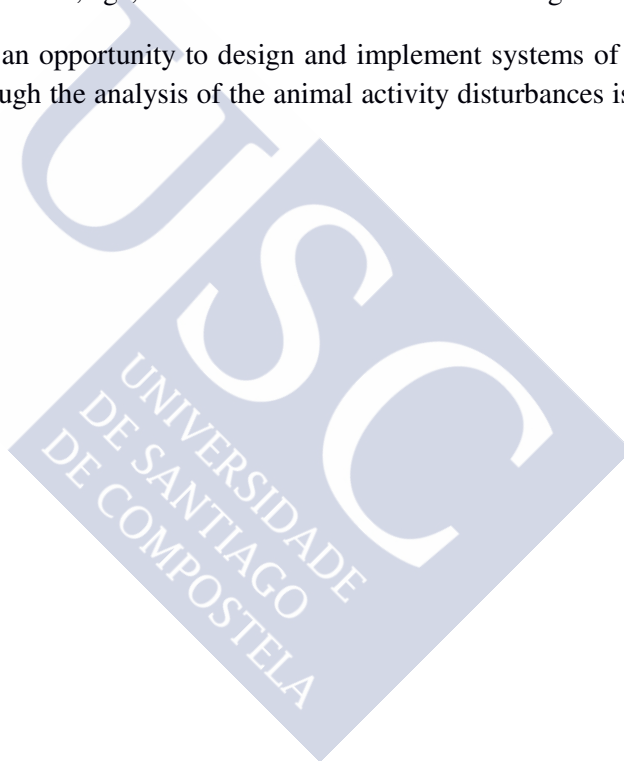 an opportunity to design and implement systems of
ugh the analysis of the animal activity disturbances is
USC
UNIVERSIDADE
DE SANTIAGO
DE COMPOSTELA